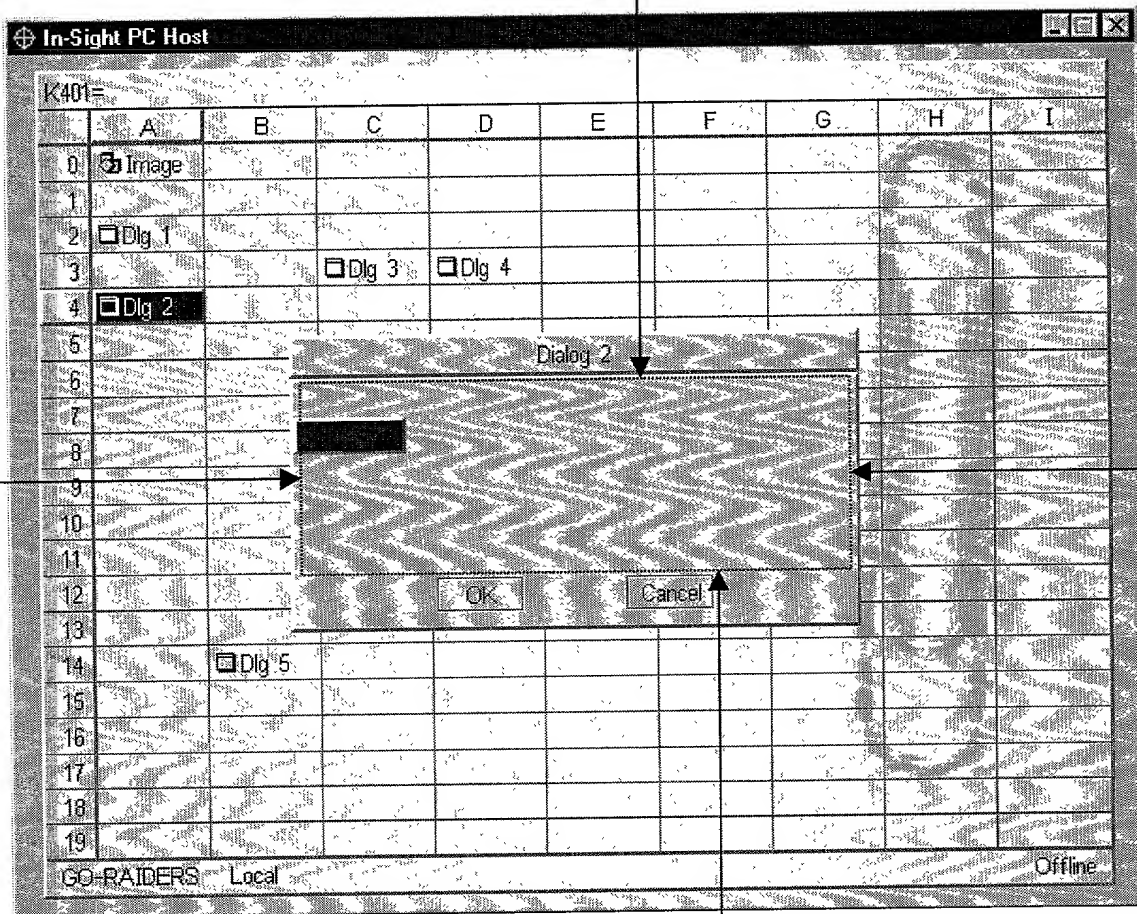 In-Sight PC Host
K401=
A B C D E F G H I
0 Image
1
2 Dlg 1
3 Dlg 3 Dlg 4
4 Dlg 2
5
Dialog 2
6
7
8
9
10
11
12 OK Cancel
13
14 Dlg 5
15
16
17
18
19
GO-RAIDERS Local Offline